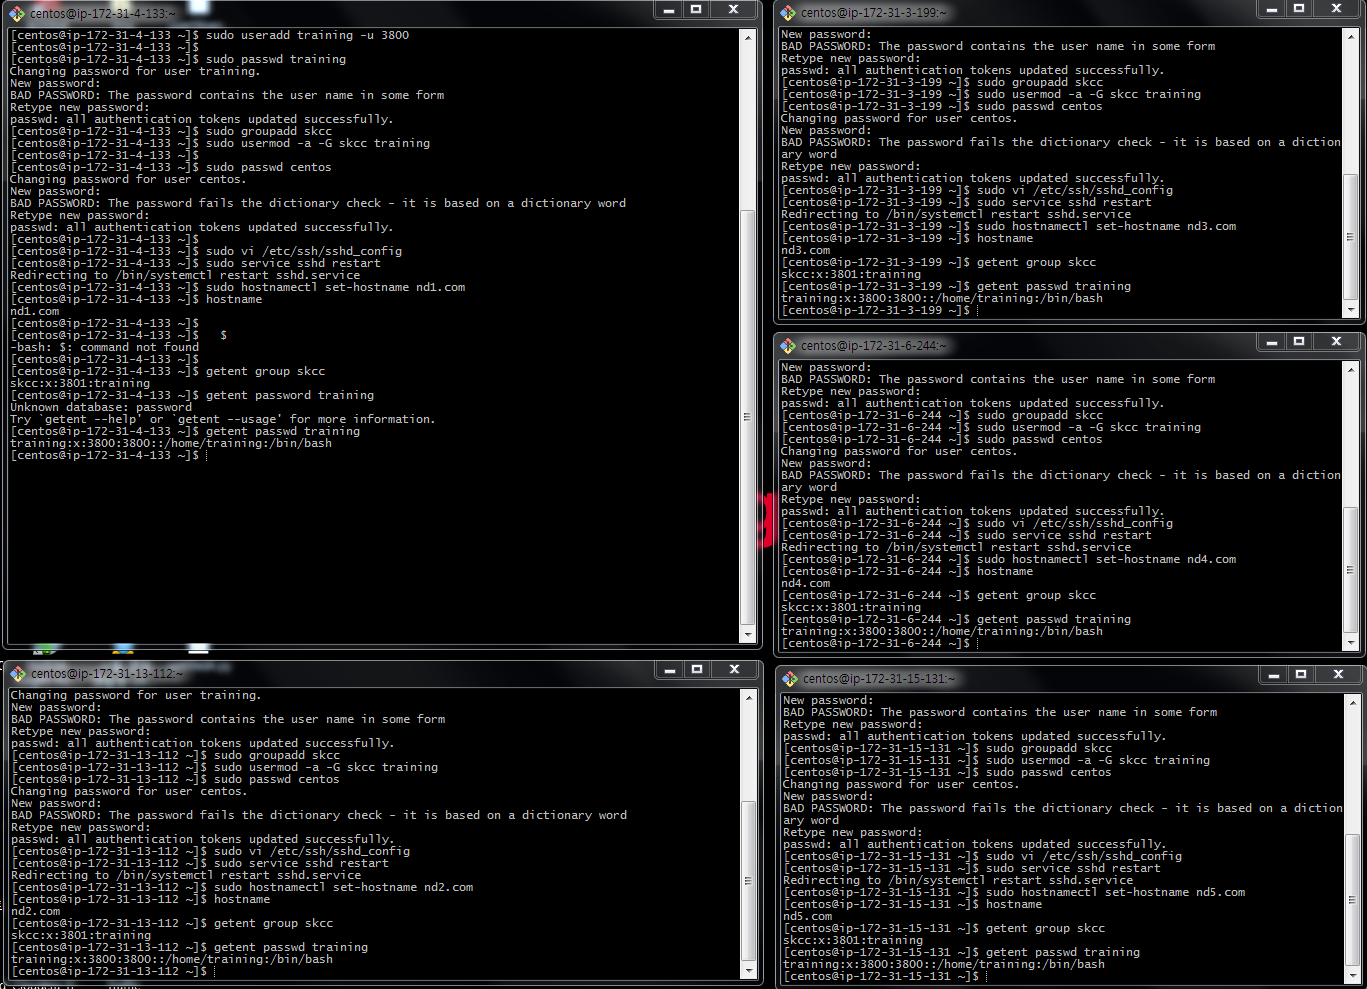 centos@ip-172-31-4-133:~
[centos@ip-172-31-4-133 ~]$ sudo useradd training -u 3800
[centos@ip-172-31-4-133 ~]$
[centos@ip-172-31-4-133 ~]$ sudo passwd training
Changing password for user training.
New password:
BAD PASSWORD: The password contains the user name in some form
Retype new password:
passwd: all authentication tokens updated successfully.
[centos@ip-172-31-4-133 ~]$ sudo groupadd skcc
[centos@ip-172-31-4-133 ~]$ sudo usermod -a -G skcc training
[centos@ip-172-31-4-133 ~]$
[centos@ip-172-31-4-133 ~]$ sudo passwd centos
Changing password for user centos.
New password:
BAD PASSWORD: The password fails the dictionary check - it is based on a dictionary word
Retype new password:
passwd: all authentication tokens updated successfully.
[centos@ip-172-31-4-133 ~]$
[centos@ip-172-31-4-133 ~]$ sudo vi /etc/ssh/sshd_config
[centos@ip-172-31-4-133 ~]$ sudo service sshd restart
Redirecting to /bin/systemctl restart sshd.service
[centos@ip-172-31-4-133 ~]$ sudo hostnamectl set-hostname nd1.com
[centos@ip-172-31-4-133 ~]$ hostname
nd1.com
[centos@ip-172-31-4-133 ~]$
[centos@ip-172-31-4-133 ~]$   $
-bash: $: command not found
[centos@ip-172-31-4-133 ~]$
[centos@ip-172-31-4-133 ~]$ getent group skcc
skcc:x:3801:training
[centos@ip-172-31-4-133 ~]$ getent password training
Unknown database: password
Try `getent --help' or `getent --usage' for more information.
[centos@ip-172-31-4-133 ~]$ getent passwd training
training:x:3800:3800::/home/training:/bin/bash
[centos@ip-172-31-4-133 ~]$
centos@ip-172-31-3-199:~
New password:
BAD PASSWORD: The password contains the user name in some form
Retype new password:
passwd: all authentication tokens updated successfully.
[centos@ip-172-31-3-199 ~]$ sudo groupadd skcc
[centos@ip-172-31-3-199 ~]$ sudo usermod -a -G skcc training
[centos@ip-172-31-3-199 ~]$ sudo passwd centos
Changing password for user centos.
New password:
BAD PASSWORD: The password fails the dictionary check - it is based on a diction
ary word
Retype new password:
passwd: all authentication tokens updated successfully.
[centos@ip-172-31-3-199 ~]$ sudo vi /etc/ssh/sshd_config
[centos@ip-172-31-3-199 ~]$ sudo service sshd restart
Redirecting to /bin/systemctl restart sshd.service
[centos@ip-172-31-3-199 ~]$ sudo hostnamectl set-hostname nd3.com
[centos@ip-172-31-3-199 ~]$ hostname
nd3.com
[centos@ip-172-31-3-199 ~]$ getent group skcc
skcc:x:3801:training
[centos@ip-172-31-3-199 ~]$ getent passwd training
training:x:3800:3800::/home/training:/bin/bash
[centos@ip-172-31-3-199 ~]$
centos@ip-172-31-6-244:~
New password:
BAD PASSWORD: The password contains the user name in some form
Retype new password:
passwd: all authentication tokens updated successfully.
[centos@ip-172-31-6-244 ~]$ sudo groupadd skcc
[centos@ip-172-31-6-244 ~]$ sudo usermod -a -G skcc training
[centos@ip-172-31-6-244 ~]$ sudo passwd centos
Changing password for user centos.
New password:
BAD PASSWORD: The password fails the dictionary check - it is based on a diction
ary word
Retype new password:
passwd: all authentication tokens updated successfully.
[centos@ip-172-31-6-244 ~]$ sudo vi /etc/ssh/sshd_config
[centos@ip-172-31-6-244 ~]$ sudo service sshd restart
Redirecting to /bin/systemctl restart sshd.service
[centos@ip-172-31-6-244 ~]$ sudo hostnamectl set-hostname nd4.com
[centos@ip-172-31-6-244 ~]$ hostname
nd4.com
[centos@ip-172-31-6-244 ~]$ getent group skcc
skcc:x:3801:training
[centos@ip-172-31-6-244 ~]$ getent passwd training
training:x:3800:3800::/home/training:/bin/bash
[centos@ip-172-31-6-244 ~]$
centos@ip-172-31-13-112:~
Changing password for user training.
New password:
BAD PASSWORD: The password contains the user name in some form
Retype new password:
passwd: all authentication tokens updated successfully.
[centos@ip-172-31-13-112 ~]$ sudo groupadd skcc
[centos@ip-172-31-13-112 ~]$ sudo usermod -a -G skcc training
[centos@ip-172-31-13-112 ~]$ sudo passwd centos
Changing password for user centos.
New password:
BAD PASSWORD: The password fails the dictionary check - it is based on a dictionary word
Retype new password:
passwd: all authentication tokens updated successfully.
[centos@ip-172-31-13-112 ~]$ sudo vi /etc/ssh/sshd_config
[centos@ip-172-31-13-112 ~]$ sudo service sshd restart
Redirecting to /bin/systemctl restart sshd.service
[centos@ip-172-31-13-112 ~]$ sudo hostnamectl set-hostname nd2.com
[centos@ip-172-31-13-112 ~]$ hostname
nd2.com
[centos@ip-172-31-13-112 ~]$ getent group skcc
skcc:x:3801:training
[centos@ip-172-31-13-112 ~]$ getent passwd training
training:x:3800:3800::/home/training:/bin/bash
[centos@ip-172-31-13-112 ~]$
centos@ip-172-31-15-131:~
New password:
BAD PASSWORD: The password contains the user name in some form
Retype new password:
passwd: all authentication tokens updated successfully.
[centos@ip-172-31-15-131 ~]$ sudo groupadd skcc
[centos@ip-172-31-15-131 ~]$ sudo usermod -a -G skcc training
[centos@ip-172-31-15-131 ~]$ sudo passwd centos
Changing password for user centos.
New password:
BAD PASSWORD: The password fails the dictionary check - it is based on a diction
ary word
Retype new password:
passwd: all authentication tokens updated successfully.
[centos@ip-172-31-15-131 ~]$ sudo vi /etc/ssh/sshd_config
[centos@ip-172-31-15-131 ~]$ sudo service sshd restart
Redirecting to /bin/systemctl restart sshd.service
[centos@ip-172-31-15-131 ~]$ sudo hostnamectl set-hostname nd5.com
[centos@ip-172-31-15-131 ~]$ hostname
nd5.com
[centos@ip-172-31-15-131 ~]$ getent group skcc
skcc:x:3801:training
[centos@ip-172-31-15-131 ~]$ getent passwd training
training:x:3800:3800::/home/training:/bin/bash
[centos@ip-172-31-15-131 ~]$